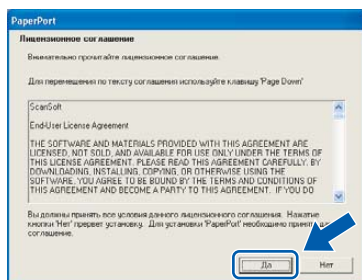 PaperPort
Лицензионное соглашение
Внимательно прочитайте лицензионное соглашение.
Для перемещения по тексту соглашения используйте клавишу 'Page Down'
ScanSoft
End-User License Agreement
THE SOFTWARE AND MATERIALS PROVIDED WITH THIS AGREEMENT ARE
LICENSED, NOT SOLD, AND AVAILABLE FOR USE ONLY UNDER THE TERMS OF
THIS LICENSE AGREEMENT. PLEASE READ THIS AGREEMENT CAREFULLY. BY
DOWNLOADING, INSTALLING, COPYING, OR OTHERWISE USING THE
SOFTWARE, YOU AGREE TO BE BOUND BY THE TERMS AND CONDITIONS OF
THIS AGREEMENT AND BECOME A PARTY TO THIS AGREEMENT. IF YOU DO
Вы должны принять все условия данного лицензионного соглашения. Нажатие
кнопки 'Нет' прервет установку. Для установки 'PaperPort' необходимо
соглашение.
Да
Нет